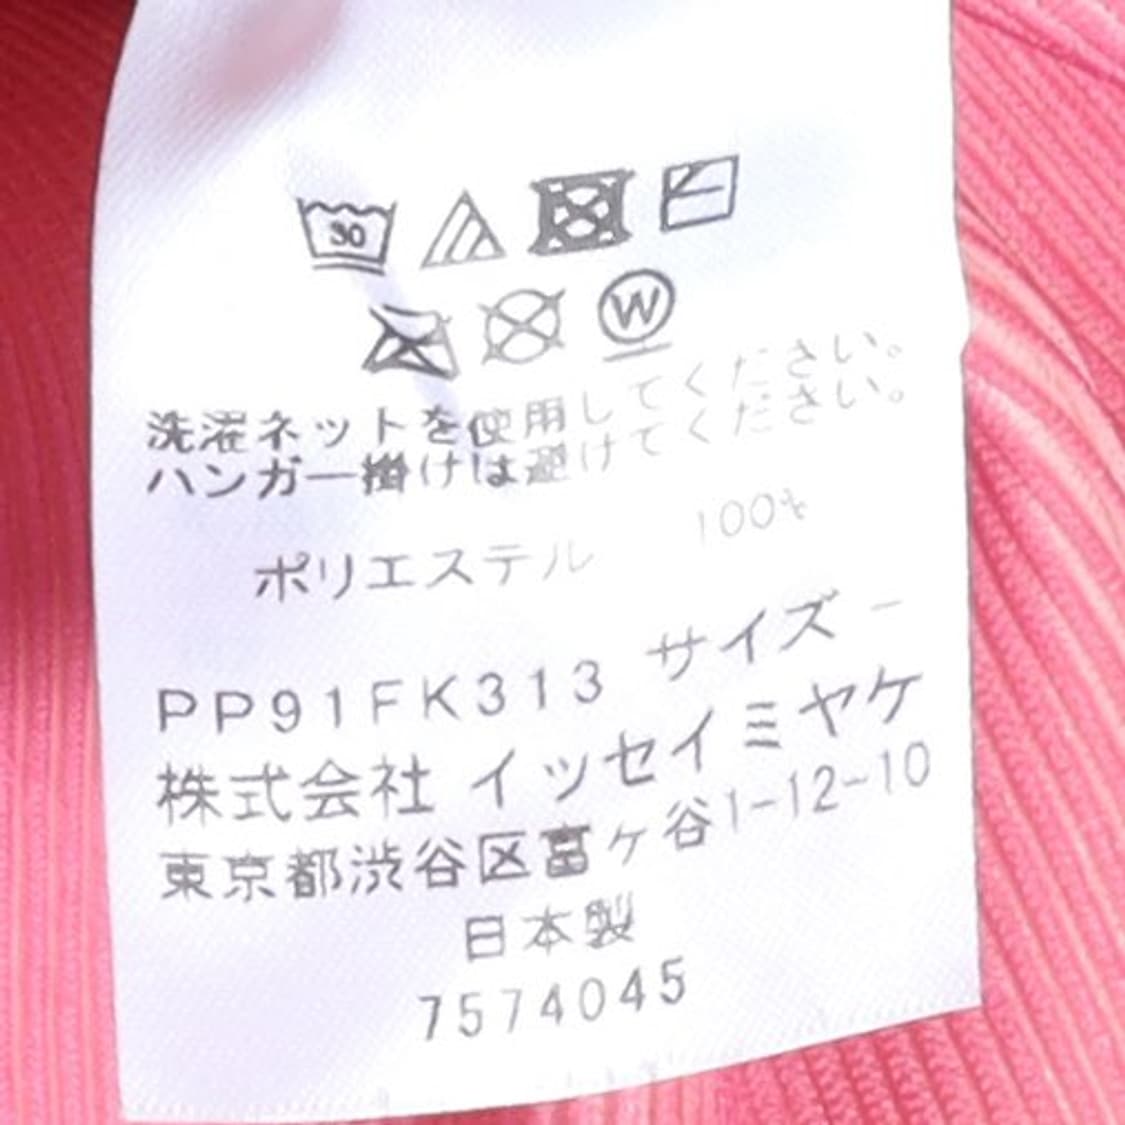 30
W
洗濯ネットを使用してください。
ハンガー掛けは避けてください。
ポリエステル 100%
PP91FK313 サイズ -
株式会社 イッセイミヤケ
東京都渋谷区富ヶ谷1-12-10
日本製
7574045